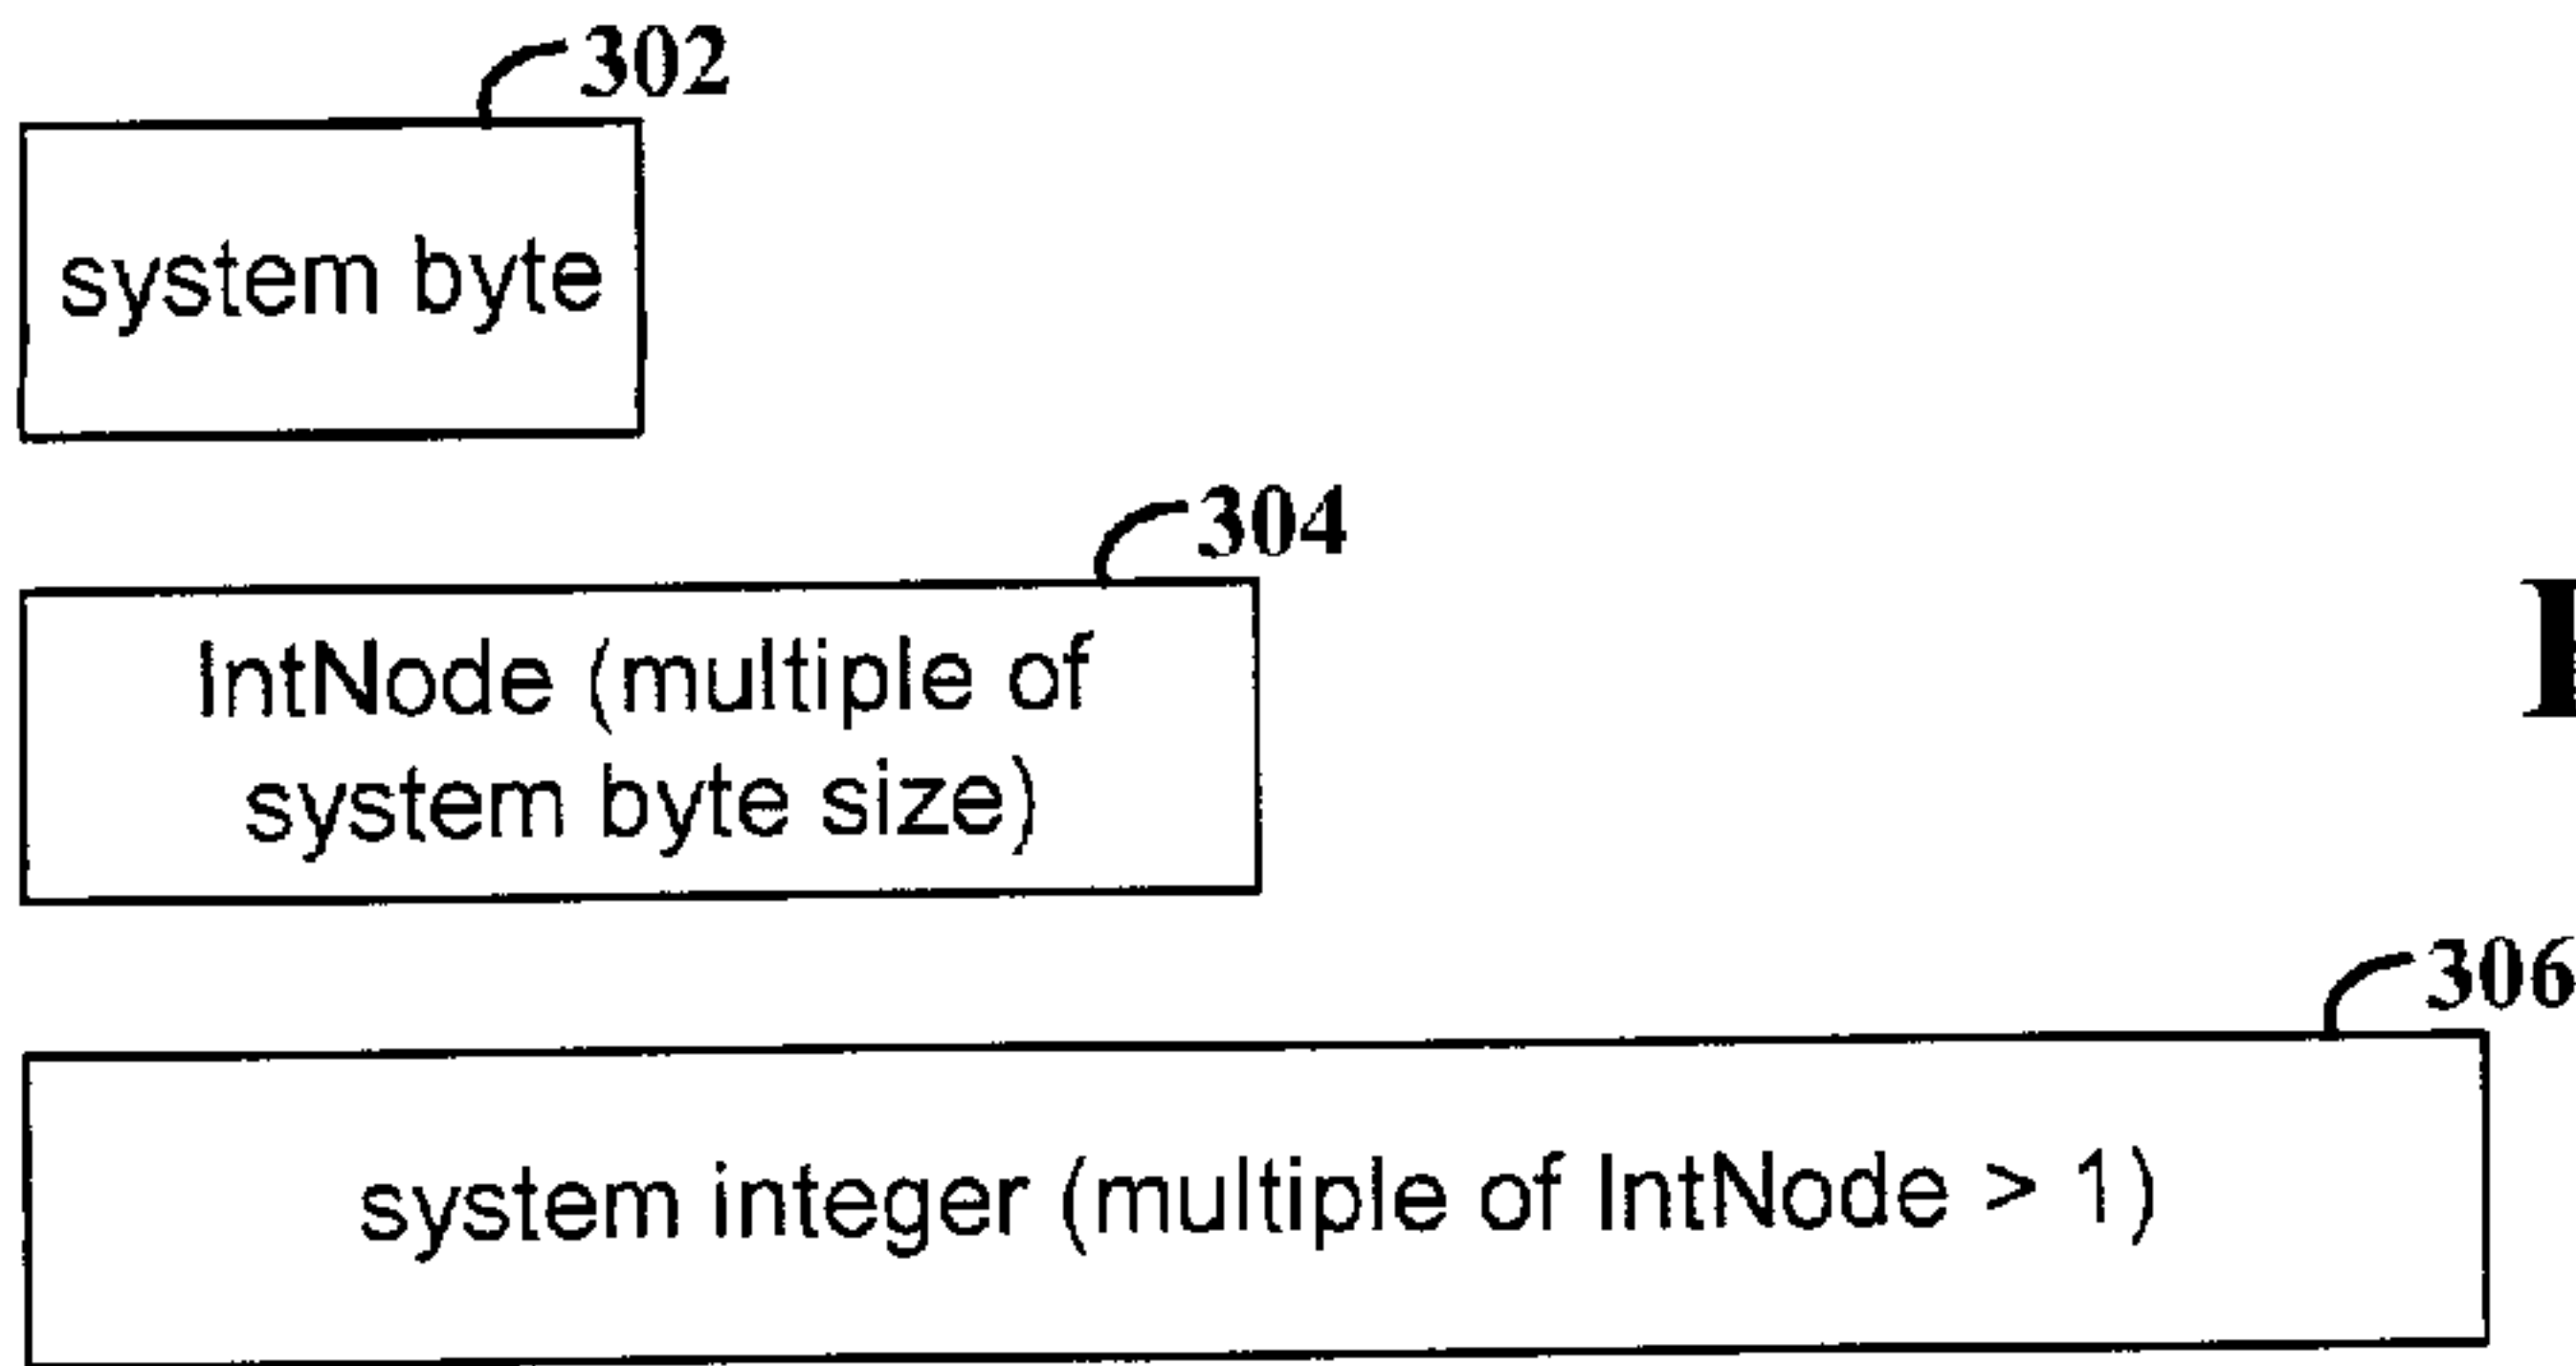 302
system byte
304
IntNode (multiple of
system byte size)
306
system integer (multiple of IntNode > 1)